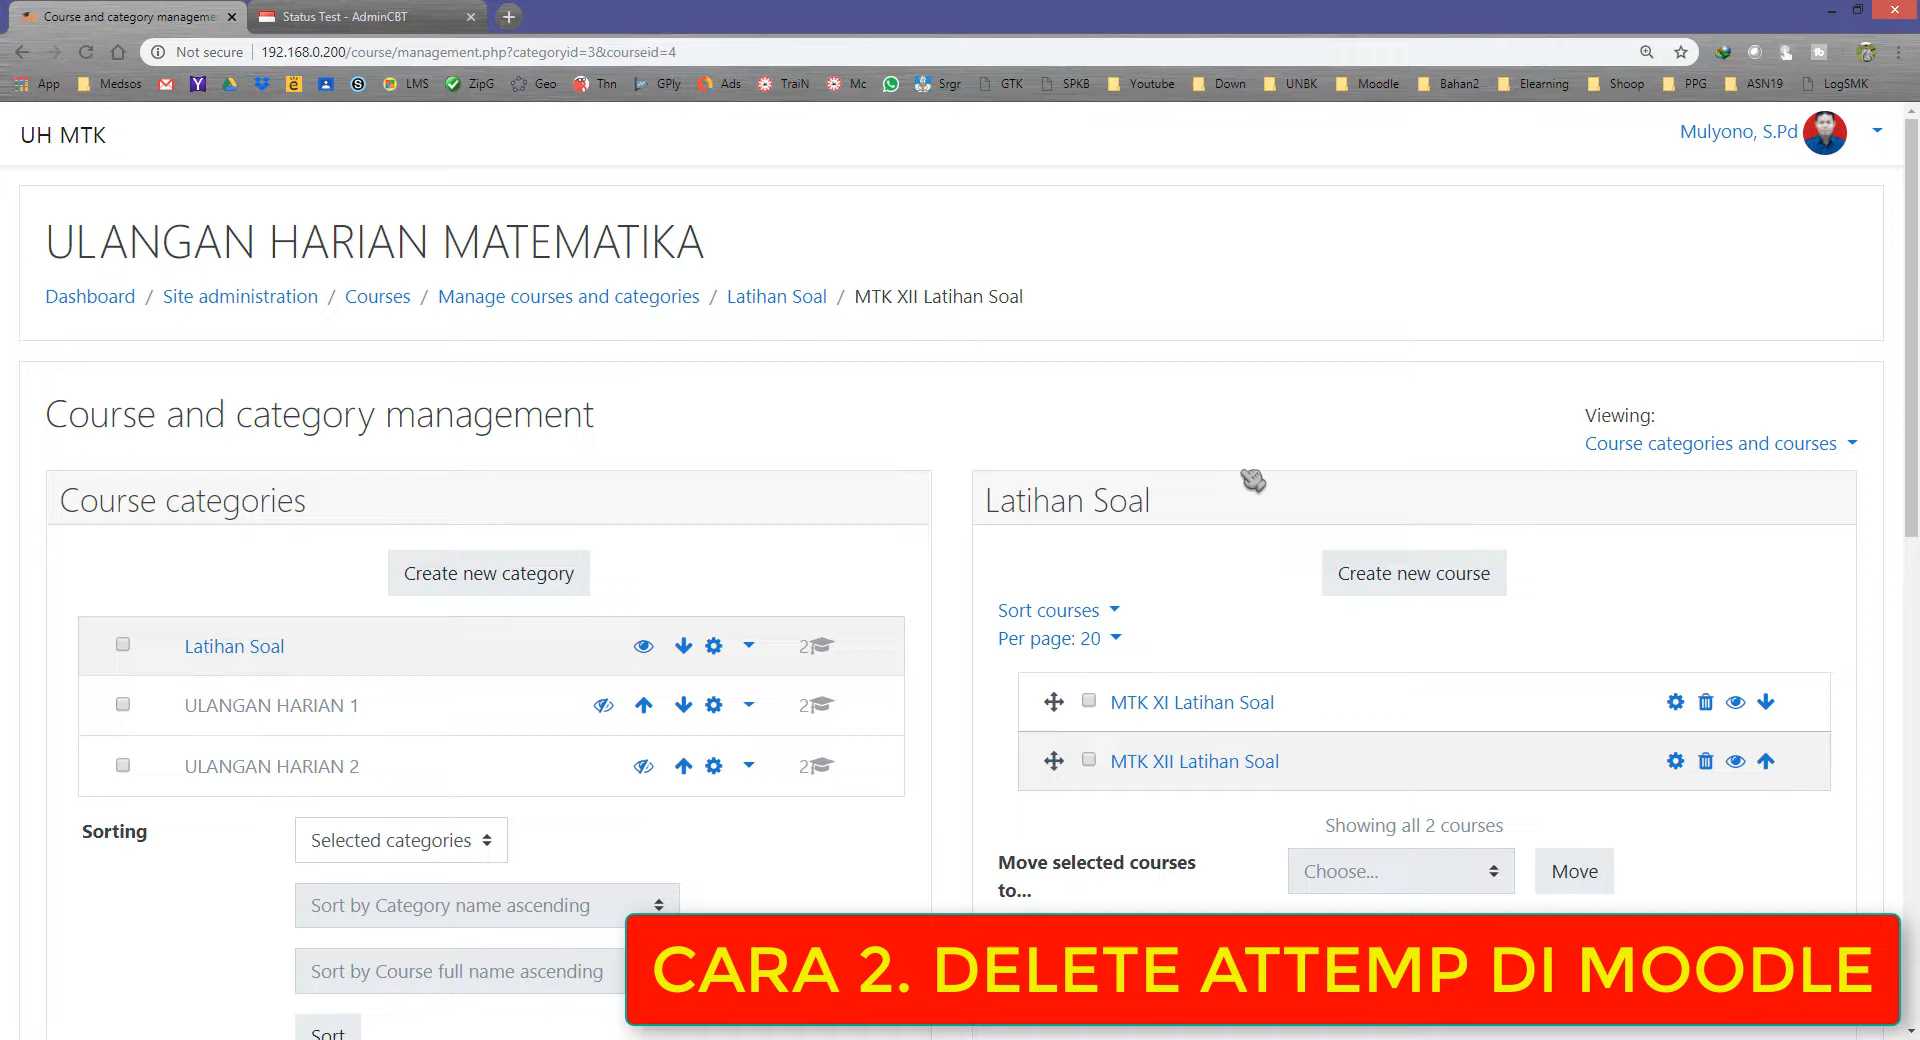 Course and category manageme
Status Test - AdminCBT
Not secure
192.168.0.200/course/management.php?categoryid=3&courseid=4
App
Medsos
LMS
ZipG
Geo
Thn
GPly
Ads
TraiN
Mc
Srgr
GTK
SPKB
Youtube
Down
UNBK
Moodle
Bahan2
Elearning
Shoop
PPG
ASN19
LogSMK
UH MTK
Mulyono, S.Pd
ULANGAN HARIAN MATEMATIKA
Dashboard / Site administration / Courses / Manage courses and categories / Latihan Soal / MTK XII Latihan Soal
Course and category management
Viewing:
Course categories and courses
Course categories
Create new category
Latihan Soal
2
ULANGAN HARIAN 1
2
ULANGAN HARIAN 2
2
Sorting
Selected categories
Sort by Category name ascending
Sort by Course full name ascending
Sort
Latihan Soal
Create new course
Sort courses
Per page: 20
MTK XI Latihan Soal
MTK XII Latihan Soal
Showing all 2 courses
Move selected courses
to...
Choose...
Move
CARA 2. DELETE ATTEMP DI MOODLE